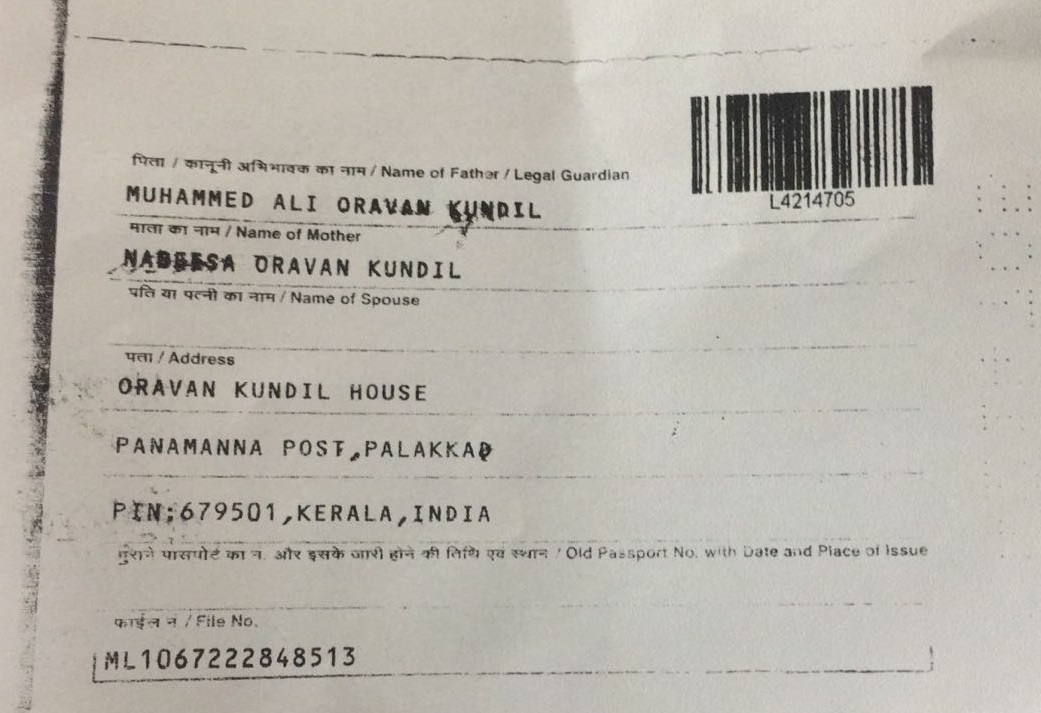 L4214705
पिता / कानूनी अभिभावक का नाम / Name of Father / Legal Guardian
MUHAMMED ALI ORAVAN KUNDIL
माता का नाम / Name of Mother
NABEESA ORAVAN KUNDIL
पति या पत्नी का नाम / Name of Spouse
पता / Address
ORAVAN KUNDIL HOUSE
PANAMANNA POST,PALAKKAD
PIN;679501,KERALA,INDIA
पुराने पासपोर्ट का न. और इसके जारी होने की तिथि एवं स्थान / Old Passport No. with Date and Place of Issue
फाईल नं / File No.
ML1067222848513